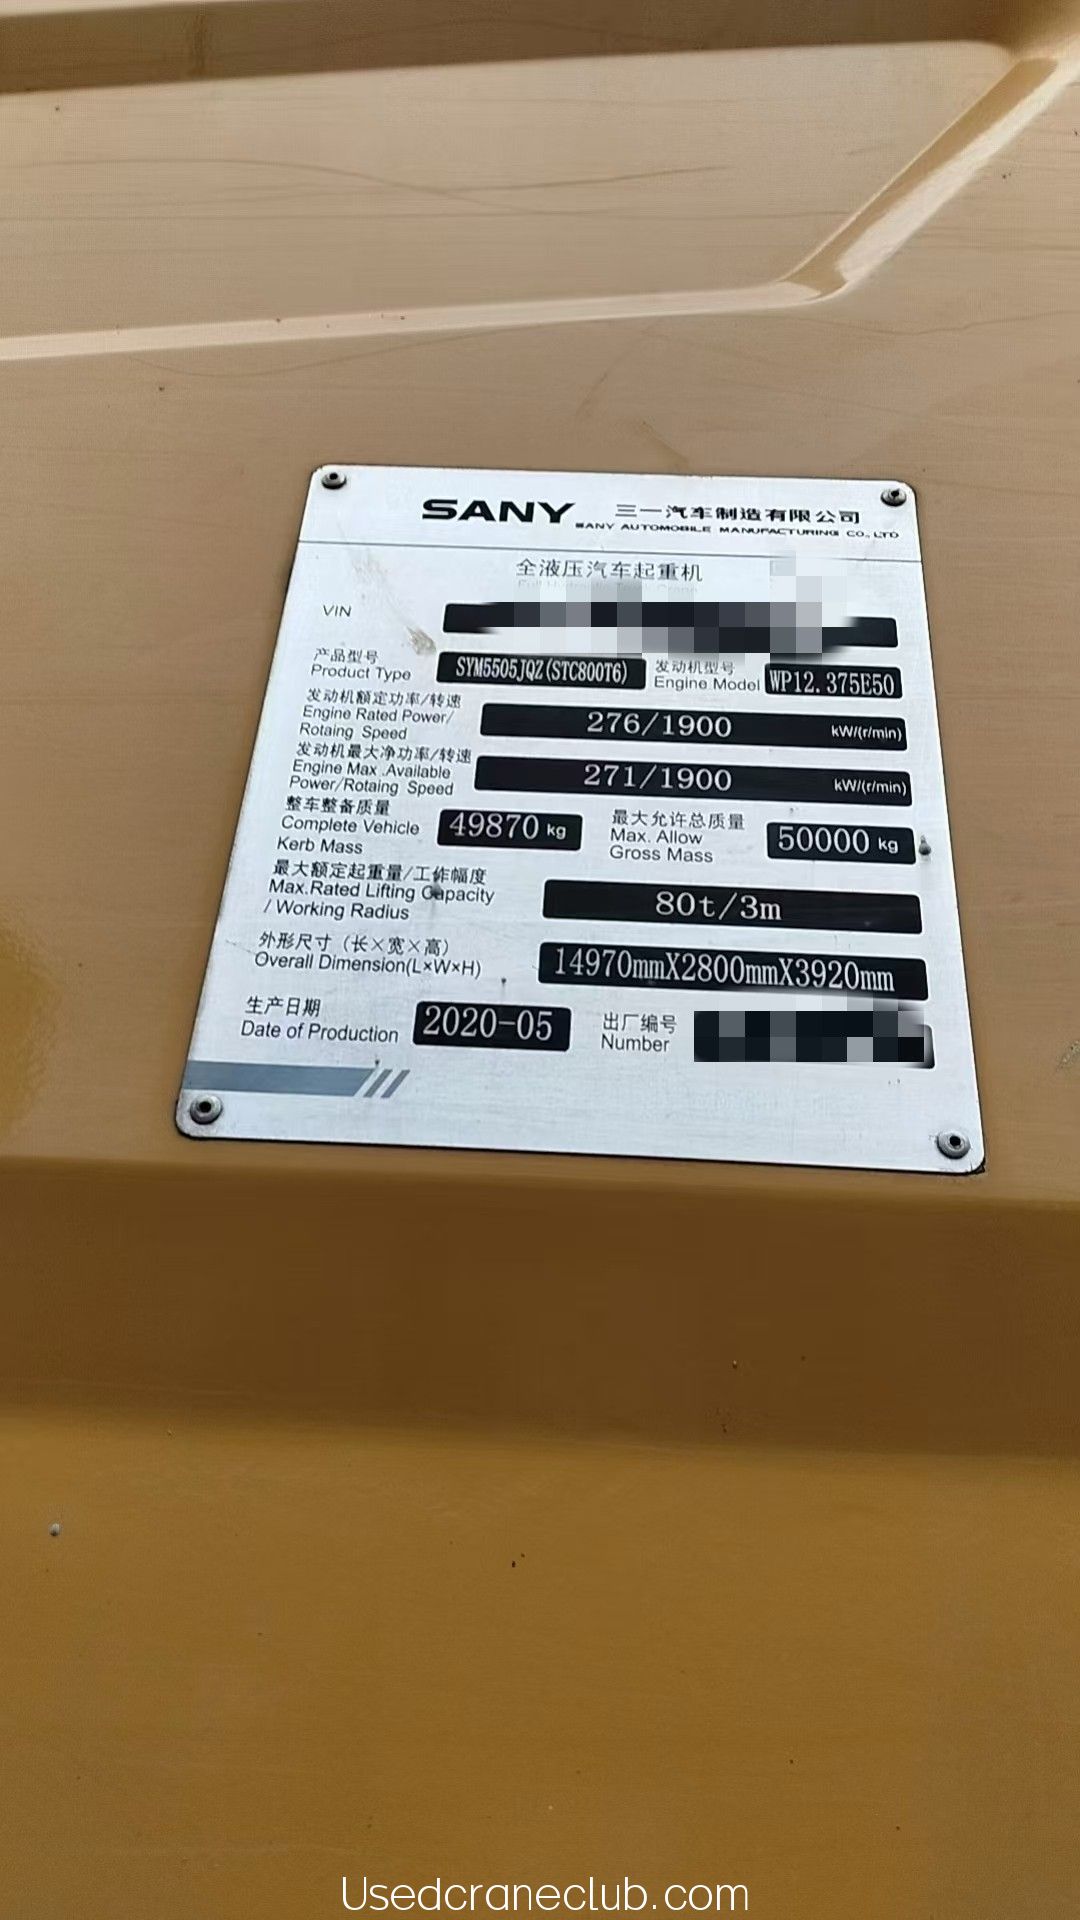 SANY 三一汽车制造有限公司
SANY AUTOMOBILE MANUFACTURING CO., LTD
全液压汽车起重机
VIN
产品型号
Product Type SYM5505JQZ(STC800T6) 发动机型号
Engine Model WP12.375E50
发动机额定功率/转速
Engine Rated Power/
Rotaing Speed 276/1900 kW/(r/min)
发动机最大净功率/转速
Engine Max .Available
Power/Rotaing Speed 271/1900 kW/(r/min)
整车整备质量
Complete Vehicle
Kerb Mass 49870 kg
最大允许总质量
Max. Allow
Gross Mass 50000 kg
最大额定起重量/工作幅度
Max.Rated Lifting Capacity
/ Working Radius 80t/3m
外形尺寸（长×宽×高）
Overall Dimension(L×W×H) 14970mmX2800mmX3920mm
生产日期
Date of Production 2020-05
出厂编号
Number
Usedcraneclub.com